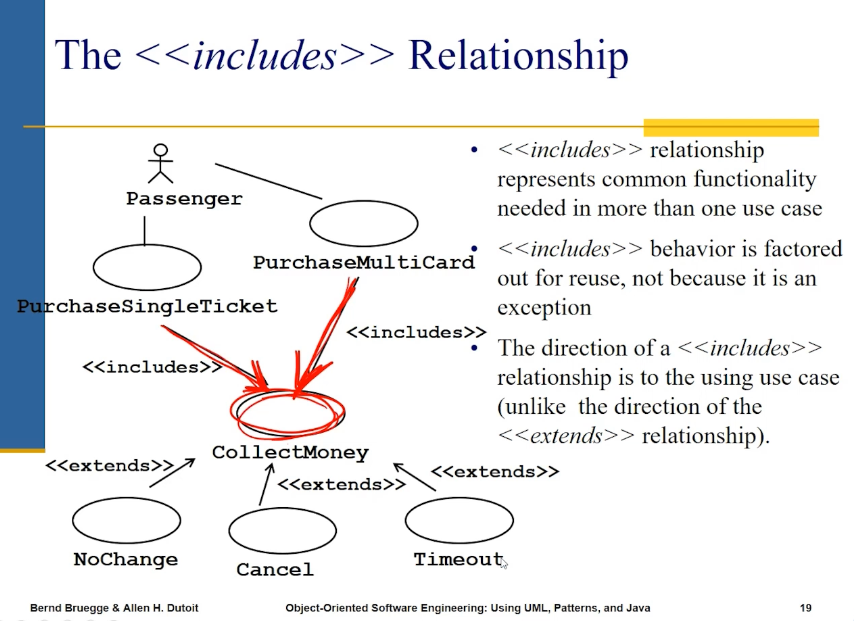 The <<includes>> Relationship
Passenger
PurchaseMultiCard
PurchaseSingleTicket
<<includes>>
<<includes>>
CollectMoney
<<extends>>
<<extends>>
<<extends>>
NoChange
Cancel
Timeout
• <<includes>> relationship
represents common functionality
needed in more than one use case
• <<includes>> behavior is factored
out for reuse, not because it is an
exception
• The direction of a <<includes>>
relationship is to the using use case
(unlike the direction of the
<<extends>> relationship).
Bernd Bruegge & Allen H. Dutoit
Object-Oriented Software Engineering: Using UML, Patterns, and Java
19